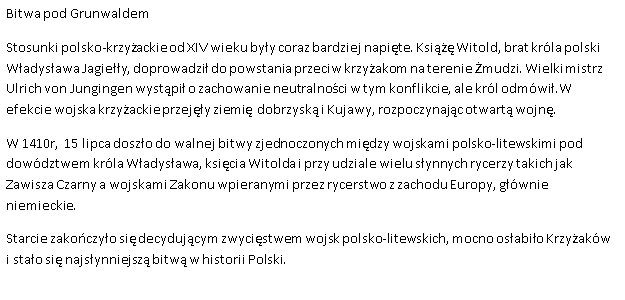 Bitwa pod Grunwaldem
Stosunki polsko-krzyżackie od XIV wieku były coraz bardziej napięte. Książę Witold, brat króla polski
Władysława Jagiełły, doprowadził do powstania przeciw krzyżakom na terenie Żmudzi. Wielki mistrz
Ulrich von Jungingen wystąpił o zachowanie neutralności w tym konflikcie, ale król odmówił. W
efekcie wojska krzyżackie przejęły ziemię dobrzyską i Kujawy, rozpoczynając otwartą wojnę.
W 1410r, 15 lipca doszło do walnej bitwy zjednoczonych między wojskami polsko-litewskimi pod
dowództwem króla Władysława, księcia Witolda i przy udziale wielu słynnych rycerzy takich jak
Zawisza Czarny a wojskami Zakonu wpieranymi przez rycerstwo z zachodu Europy, głównie
niemieckie.
Starcie zakończyło się decydującym zwycięstwem wojsk polsko-litewskich, mocno osłabiło Krzyżaków
i stało się najsłynniejszą bitwą w historii Polski.